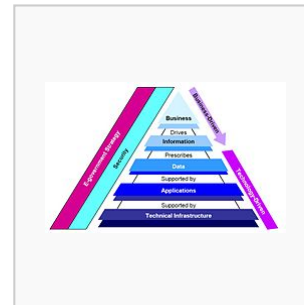 E-government Strategy
Security
Business
Drives
Information
Prescribes
Data
Supported by
Applications
Supported by
Technical Infrastructure
Business-Driven
Technology-Driven